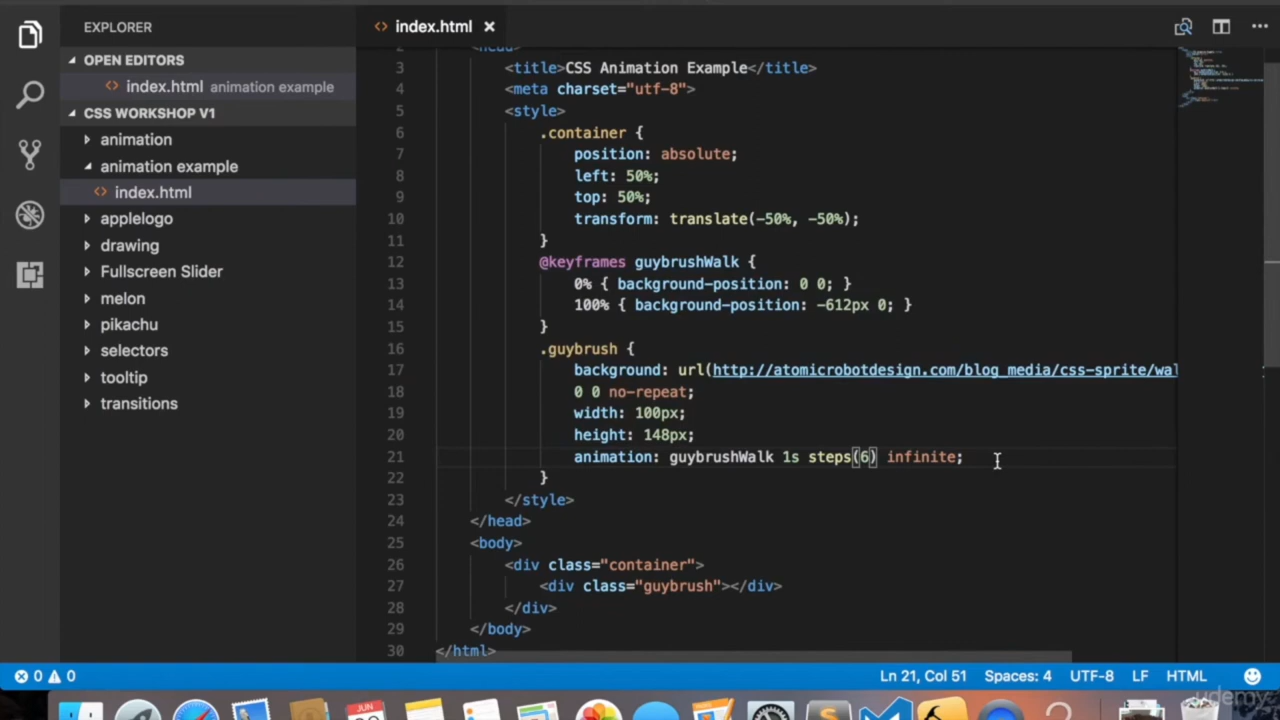 EXPLORER
OPEN EDITORS
index.html animation example
CSS WORKSHOP V1
animation
animation example
index.html
applelogo
drawing
Fullscreen Slider
melon
pikachu
selectors
tooltip
transitions
index.html
2 <head>
3 <title>CSS Animation Example</title>
4 <meta charset="utf-8">
5 <style>
6 .container {
7 position: absolute;
8 left: 50%;
9 top: 50%;
10 transform: translate(-50%, -50%);
11 }
12 @keyframes guybrushWalk {
13 0% { background-position: 0 0; }
14 100% { background-position: -612px 0; }
15 }
16 .guybrush {
17 background: url(http://atomicrobotdesign.com/blog_media/css-sprite/wal
18 0 0 no-repeat;
19 width: 100px;
20 height: 148px;
21 animation: guybrushWalk 1s steps(6) infinite;
22 }
23 </style>
24 </head>
25 <body>
26 <div class="container">
27 <div class="guybrush"></div>
28 </div>
29 </body>
30 </html>
0 0
Ln 21, Col 51 Spaces: 4 UTF-8 LF HTML
JUN
udemy